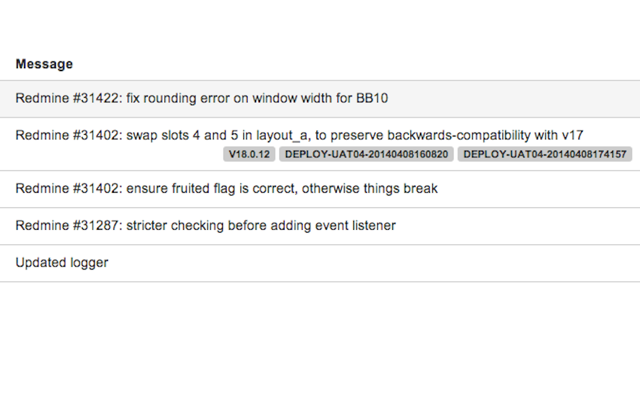 Message
Redmine #31422: fix rounding error on window width for BB10
Redmine #31402: swap slots 4 and 5 in layout_a, to preserve backwards-compatibility with v17
V18.0.12 DEPLOY-UAT04-20140408160820 DEPLOY-UAT04-20140408174157
Redmine #31402: ensure fruited flag is correct, otherwise things break
Redmine #31287: stricter checking before adding event listener
Updated logger